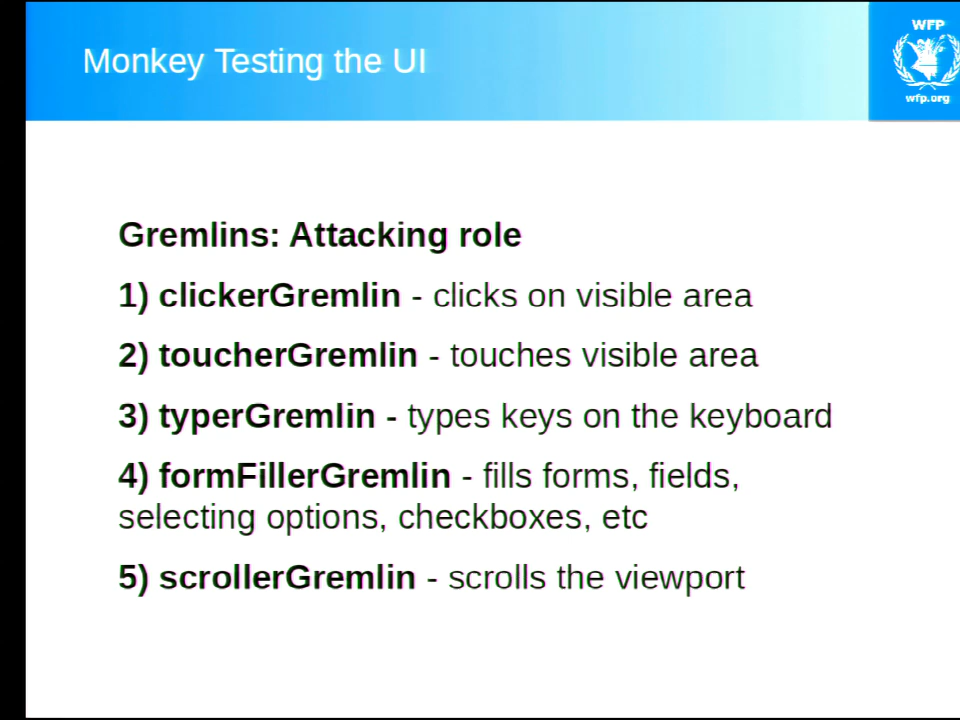 Monkey Testing the UI
WFP
wfp.org
Gremlins: Attacking role
1) clickerGremlin - clicks on visible area
2) toucherGremlin - touches visible area
3) typerGremlin - types keys on the keyboard
4) formFillerGremlin - fills forms, fields,
selecting options, checkboxes, etc
5) scrollerGremlin - scrolls the viewport